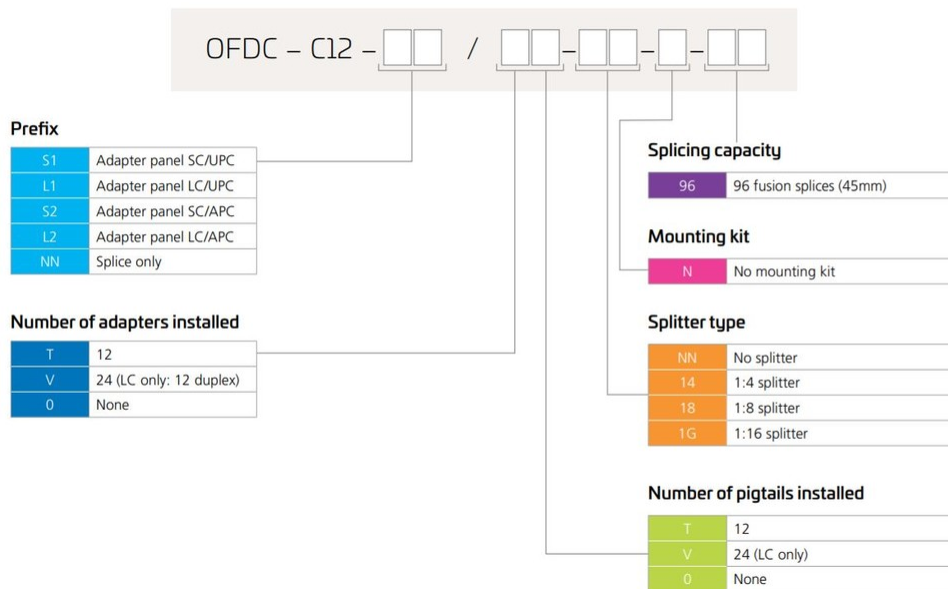 OFDC – C12 – / – – –
Prefix
S1 Adapter panel SC/UPC
L1 Adapter panel LC/UPC
S2 Adapter panel SC/APC
L2 Adapter panel LC/APC
NN Splice only
Number of adapters installed
T 12
V 24 (LC only: 12 duplex)
0 None
Splicing capacity
96 96 fusion splices (45mm)
Mounting kit
N No mounting kit
Splitter type
NN No splitter
14 1:4 splitter
18 1:8 splitter
1G 1:16 splitter
Number of pigtails installed
T 12
V 24 (LC only)
0 None